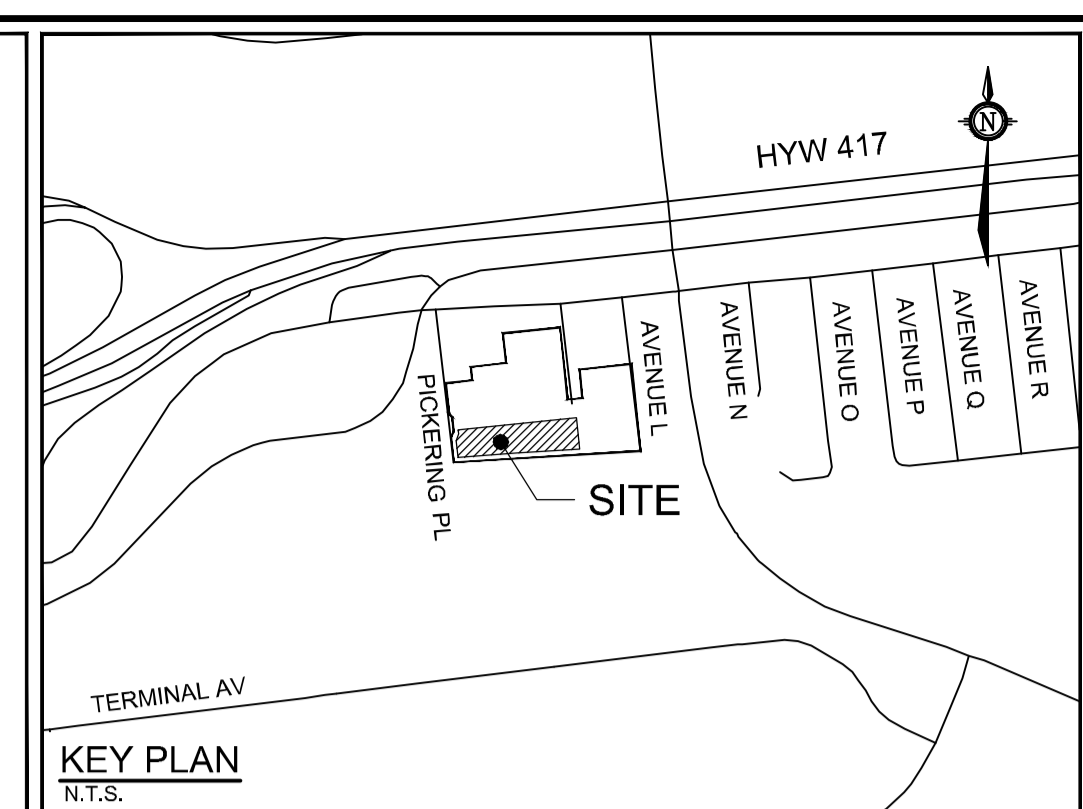 N
HYW 417
PICKERING PL
AVENUE L
AVENUE N
AVENUE O
AVENUE P
AVENUE Q
AVENUE R
SITE
TERMINAL AV
KEY PLAN
N.T.S.